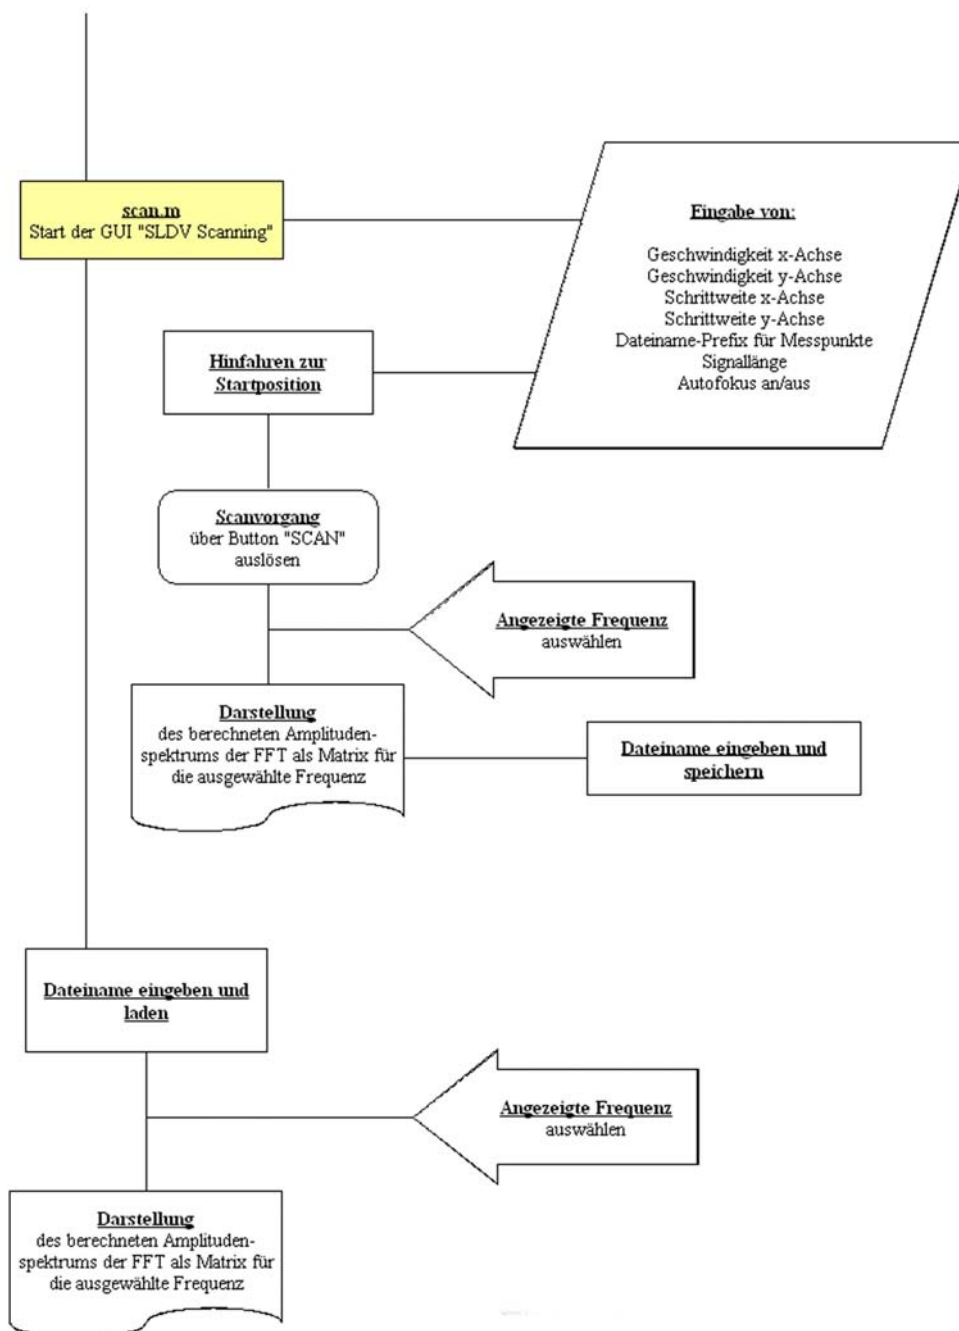 scan.m
Start der GUI "SLDV Scanning"
Eingabe von:
Geschwindigkeit x-Achse
Geschwindigkeit y-Achse
Schrittweite x-Achse
Schrittweite y-Achse
Dateiname-Prefix für Messpunkte
Signallänge
Autofokus an/aus
Hinfahren zur
Startposition
Scanvorgang
über Button "SCAN"
auslösen
Angezeigte Frequenz
auswählen
Darstellung
des berechneten Amplituden-
spektrums der FFT als Matrix für
die ausgewählte Frequenz
Dateiname eingeben und
speichern
Dateiname eingeben und
laden
Angezeigte Frequenz
auswählen
Darstellung
des berechneten Amplituden-
spektrums der FFT als Matrix für
die ausgewählte Frequenz